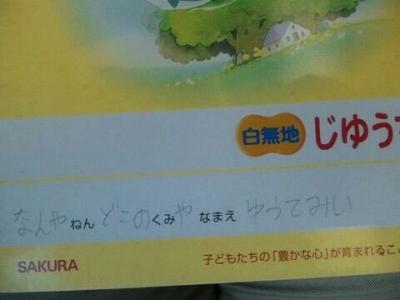 白無地 じゆう
なんやねん どこのくみや なまえ ゆうてみい
SAKURA 子どもたちの「豊かな心」が育まれるこ